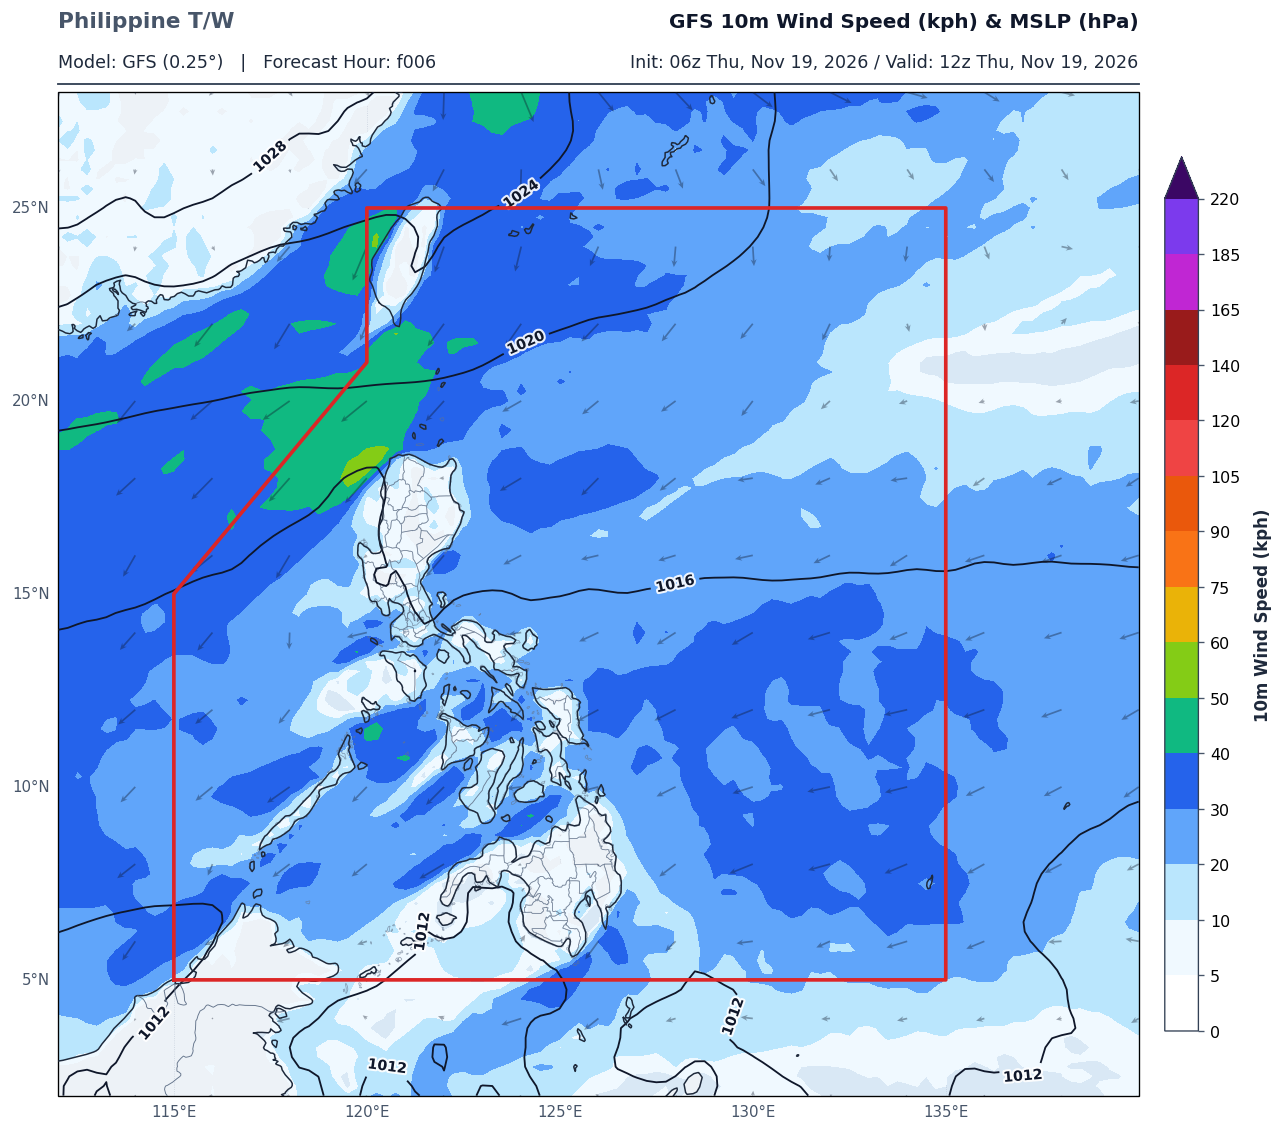 Philippine T/W
GFS 10m Wind Speed (kph) & MSLP (hPa)
Model: GFS (0.25°)   |   Forecast Hour: f006
Init: 06z Thu, Nov 19, 2026 / Valid: 12z Thu, Nov 19, 2026
1028
1024
1020
1016
1012
1012
1012
1012
1012
25°N
20°N
15°N
10°N
5°N
115°E
120°E
125°E
130°E
135°E
220
185
165
140
120
105
90
75
60
50
40
30
20
10
5
0
10m Wind Speed (kph)